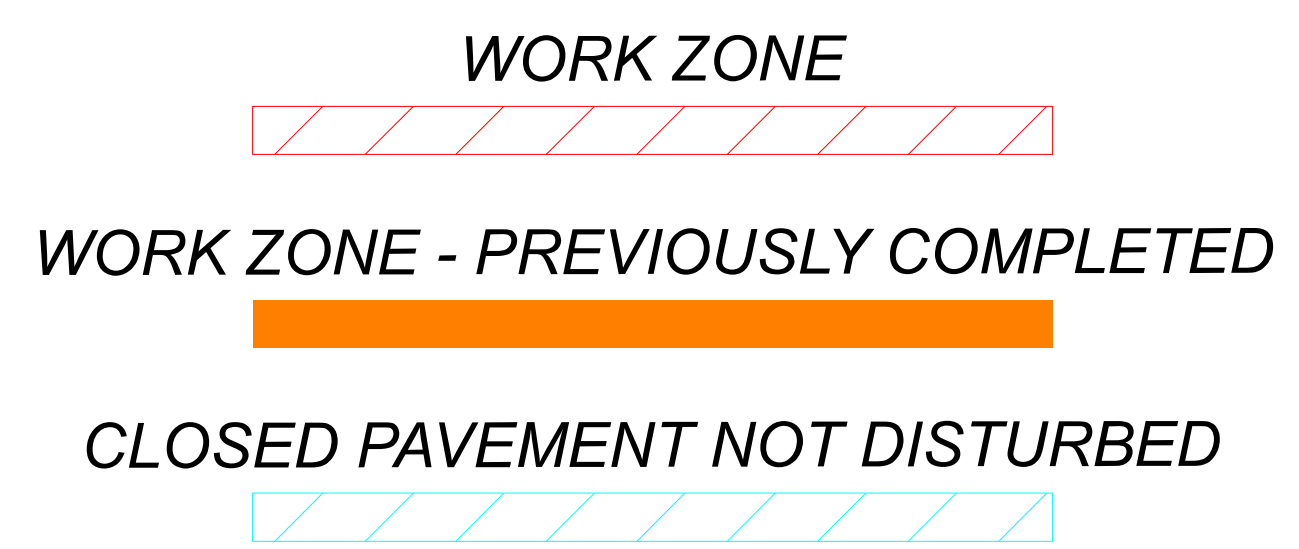 WORK ZONE
WORK ZONE - PREVIOUSLY COMPLETED
CLOSED PAVEMENT NOT DISTURBED